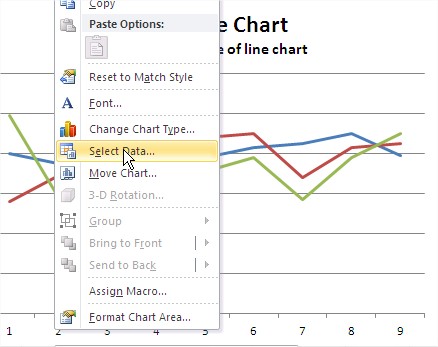 Copy
Paste Options:
e Chart
e of line chart
Reset to Match Style
A Font...
Change Chart Type...
Select Data...
Move Chart...
3-D Rotation...
Group
Bring to Front
Send to Back
Assign Macro...
Format Chart Area...
1 2 3 4 5 6 7 8 9